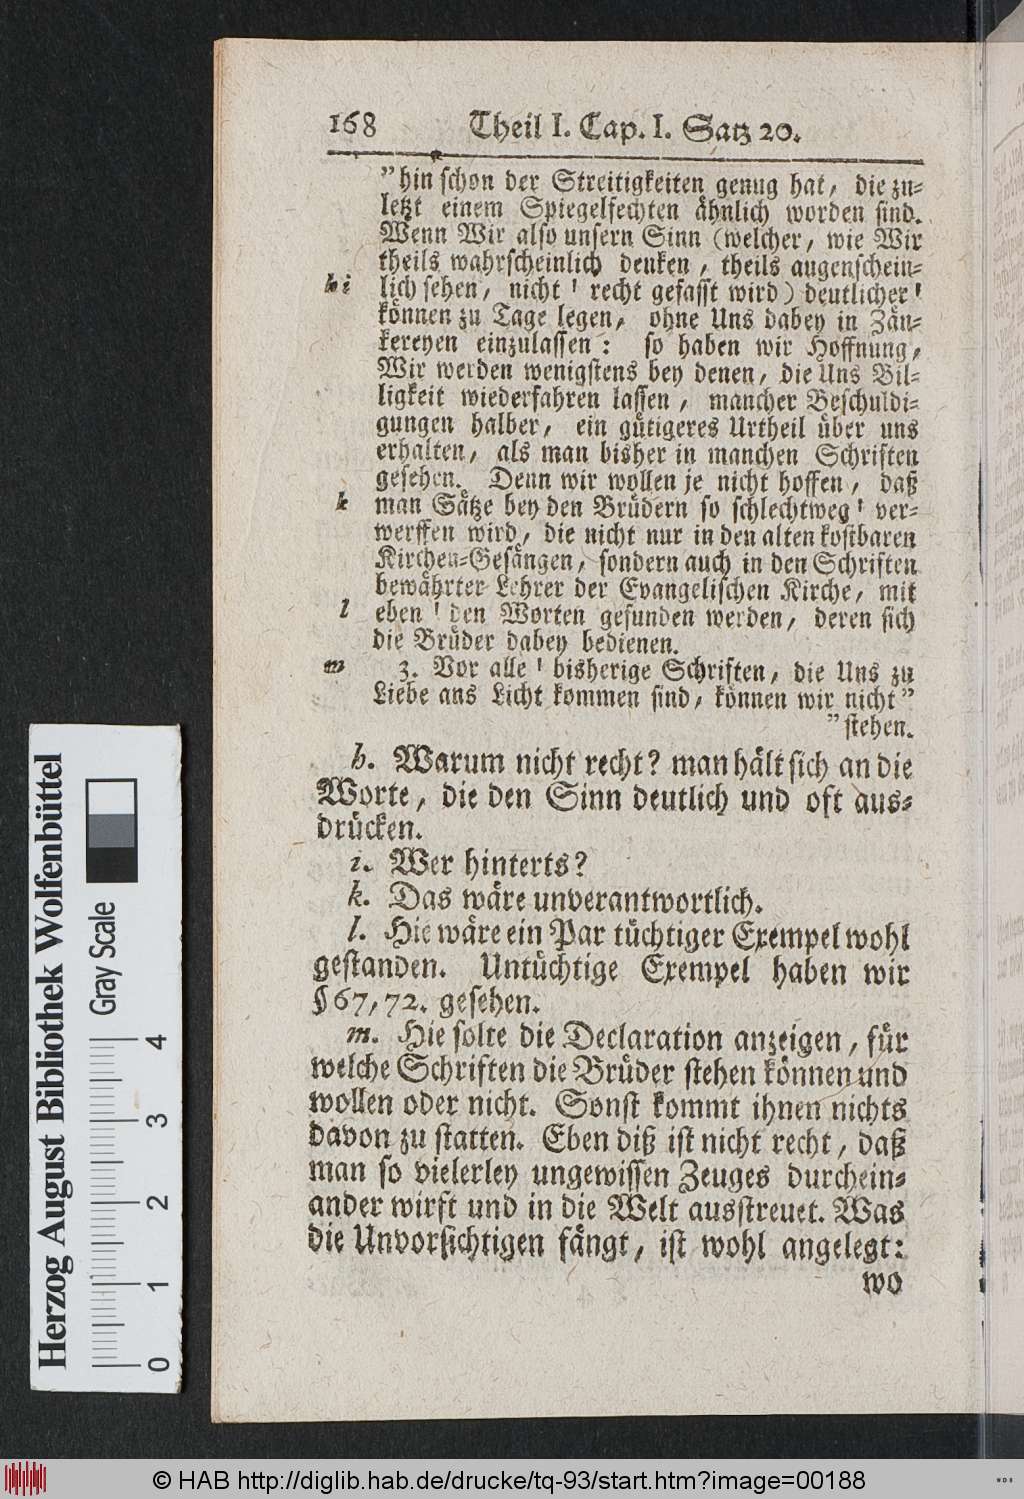 168 Theil I. Cap. I. Satz 20.
"hin schon der Streitigkeiten genug hat, die zu-
letzt einem Spiegelfechten ähnlich worden sind.
Wenn Wir also unsern Sinn (welcher, wie Wir
theils wahrscheinlich denken, theils augenschein-
h i lich sehen, nicht ' recht gefasst wird) deutlicher '
können zu Tage legen, ohne Uns dabey in Zän-
kereyen einzulassen: so haben wir Hoffnung,
Wir werden wenigstens bey denen, die Uns Bil-
ligkeit wiederfahren lassen, mancher Beschuldi-
gungen halber, ein gütigeres Urtheil über uns
erhalten, als man bisher in manchen Schriften
gesehen. Denn wir wollen je nicht hoffen, daß
k man Sätze bey den Brüdern so schlechtweg ' ver-
werffen wird, die nicht nur in den alten kostbaren
Kirchen-Gesängen, sondern auch in den Schriften
bewährter Lehrer der Evangelischen Kirche, mit
l eben ' den Worten gefunden werden, deren sich
die Brüder dabey bedienen.
m 3. Vor alle ' bisherige Schriften, die Uns zu
Liebe ans Licht kommen sind, können wir nicht"
"stehen.
h. Warum nicht recht? man hält sich an die
Worte, die den Sinn deutlich und oft aus-
drücken.
i. Wer hinterts?
k. Das wäre unverantwortlich.
l. Hie wäre ein Par tüchtiger Exempel wohl
gestanden. Untüchtige Exempel haben wir
§ 67, 72. gesehen.
m. Hie solte die Declaration anzeigen, für
welche Schriften die Brüder stehen können und
wollen oder nicht. Sonst kommt ihnen nichts
davon zu statten. Eben diß ist nicht recht, daß
man so vielerley ungewissen Zeuges durchein-
ander wirft und in die Welt ausstreuet. Was
die Unvorsichtigen fängt, ist wohl angelegt:
wo
Herzog August Bibliothek Wolfenbüttel
Gray Scale
0 1 2 3 4
© HAB http://diglib.hab.de/drucke/tq-93/start.htm?image=00188